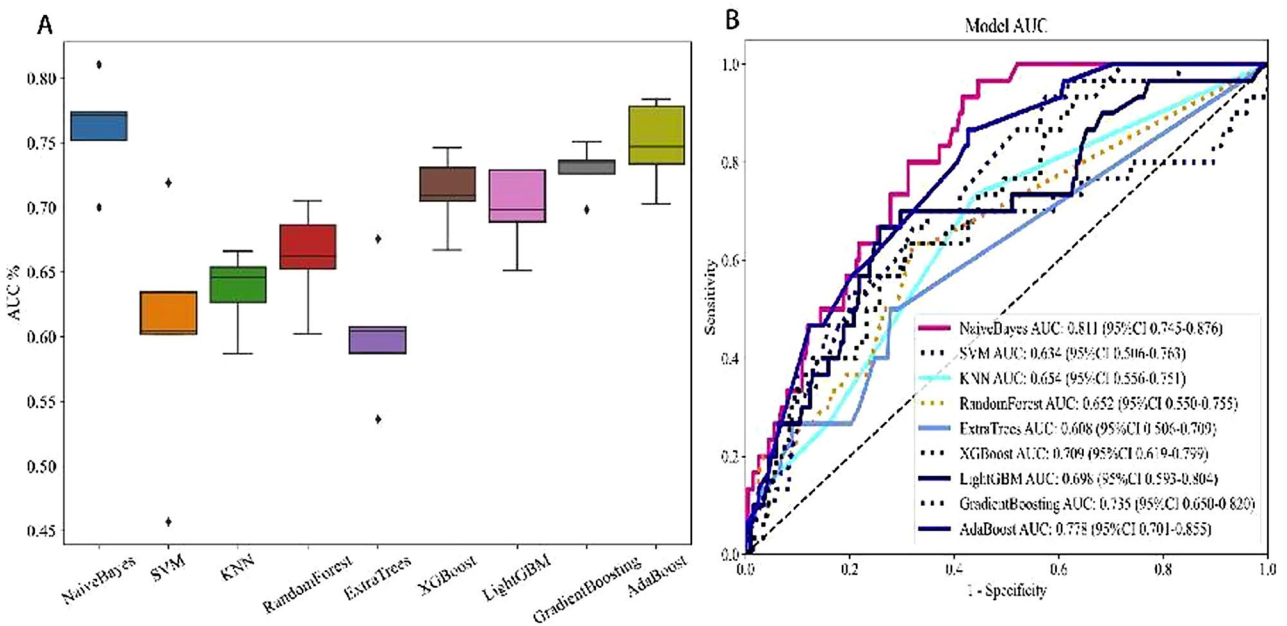 A
AUC %
0.80
0.75
0.70
0.65
0.60
0.55
0.50
0.45
NaiveBayes
SVM
KNN
RandomForest
ExtraTrees
XGBoost
LightGBM
GradientBoosting
AdaBoost
B
Model AUC
Sensitivity
1.0
0.8
0.6
0.4
0.2
0.0
NaiveBayes AUC: 0.811 (95%CI 0.745-0.876)
SVM AUC: 0.634 (95%CI 0.506-0.763)
KNN AUC: 0.654 (95%CI 0.556-0.751)
RandomForest AUC: 0.652 (95%CI 0.550-0.755)
ExtraTrees AUC: 0.608 (95%CI 0.506-0.709)
XGBoost AUC: 0.709 (95%CI 0.619-0.799)
LightGBM AUC: 0.698 (95%CI 0.593-0.804)
GradientBoosting AUC: 0.735 (95%CI 0.650-0.820)
AdaBoost AUC: 0.778 (95%CI 0.701-0.855)
0.0 0.2 0.4 0.6 0.8 1.0
1 - Specificity